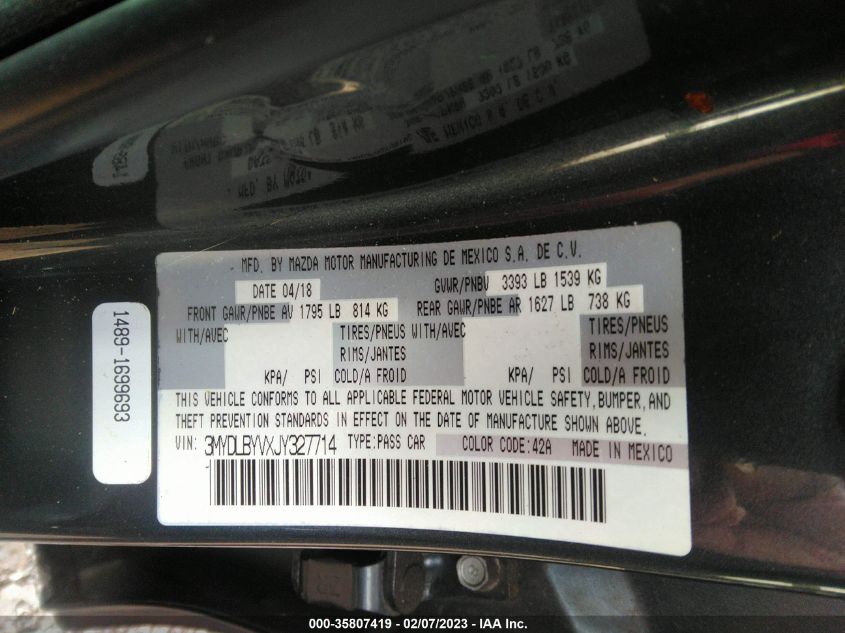 MFD. BY MAZDA MOTOR MANUFACTURING DE MEXICO S.A. DE C.V.
DATE 04/18 GVWR/PNBV 3393 LB 1539 KG
FRONT GAWR/PNBE AV 1795 LB 814 KG REAR GAWR/PNBE AR 1627 LB 738 KG
WITH/AVEC TIRES/PNEUS WITH/AVEC TIRES/PNEUS
RIMS/JANTES RIMS/JANTES
KPA/ PSI COLD/A FROID KPA/ PSI COLD/A FROID
THIS VEHICLE CONFORMS TO ALL APPLICABLE FEDERAL MOTOR VEHICLE SAFETY, BUMPER, AND
THEFT PREVENTION STANDARDS IN EFFECT ON THE DATE OF MANUFACTURE SHOWN ABOVE.
VIN: 3MYDLBYVXJY327714 TYPE:PASS CAR COLOR CODE:42A MADE IN MEXICO
1489-1699693
000-35807419 - 02/07/2023 - IAA Inc.